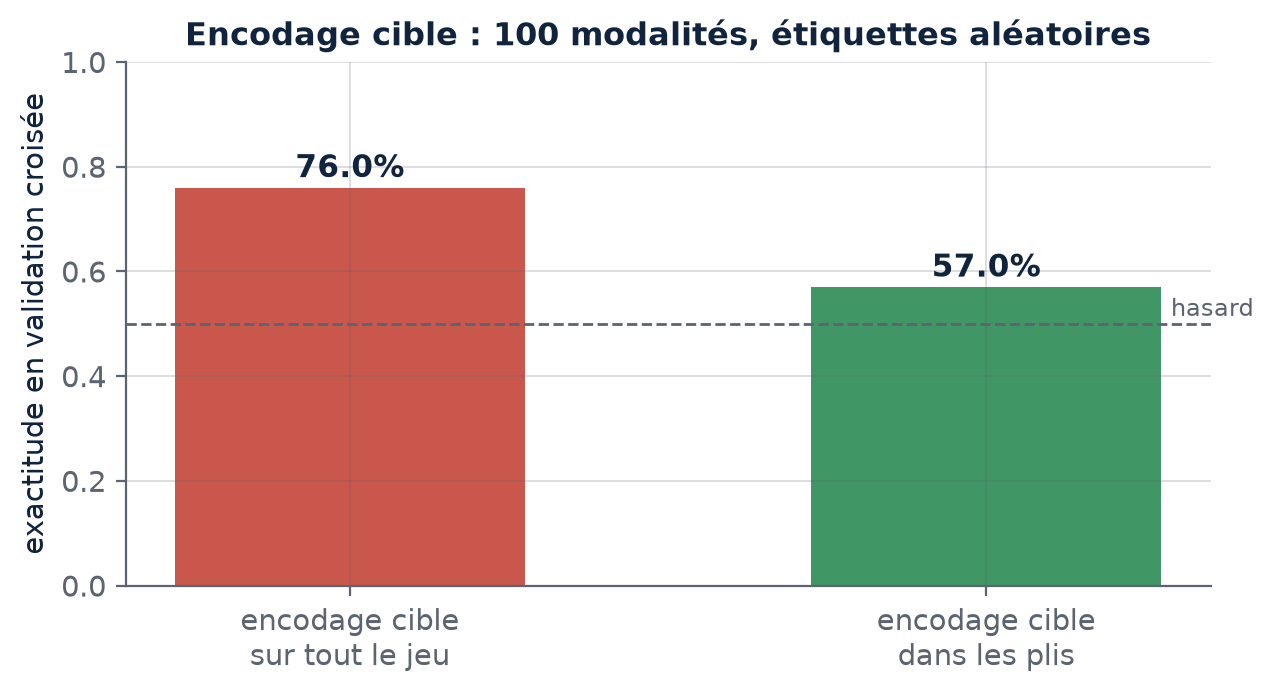 Encodage cible : 100 modalités, étiquettes aléatoires
exactitude en validation croisée
1.0
0.8
0.6
0.4
0.2
0.0
76.0%
57.0%
hasard
encodage cible
sur tout le jeu
encodage cible
dans les plis